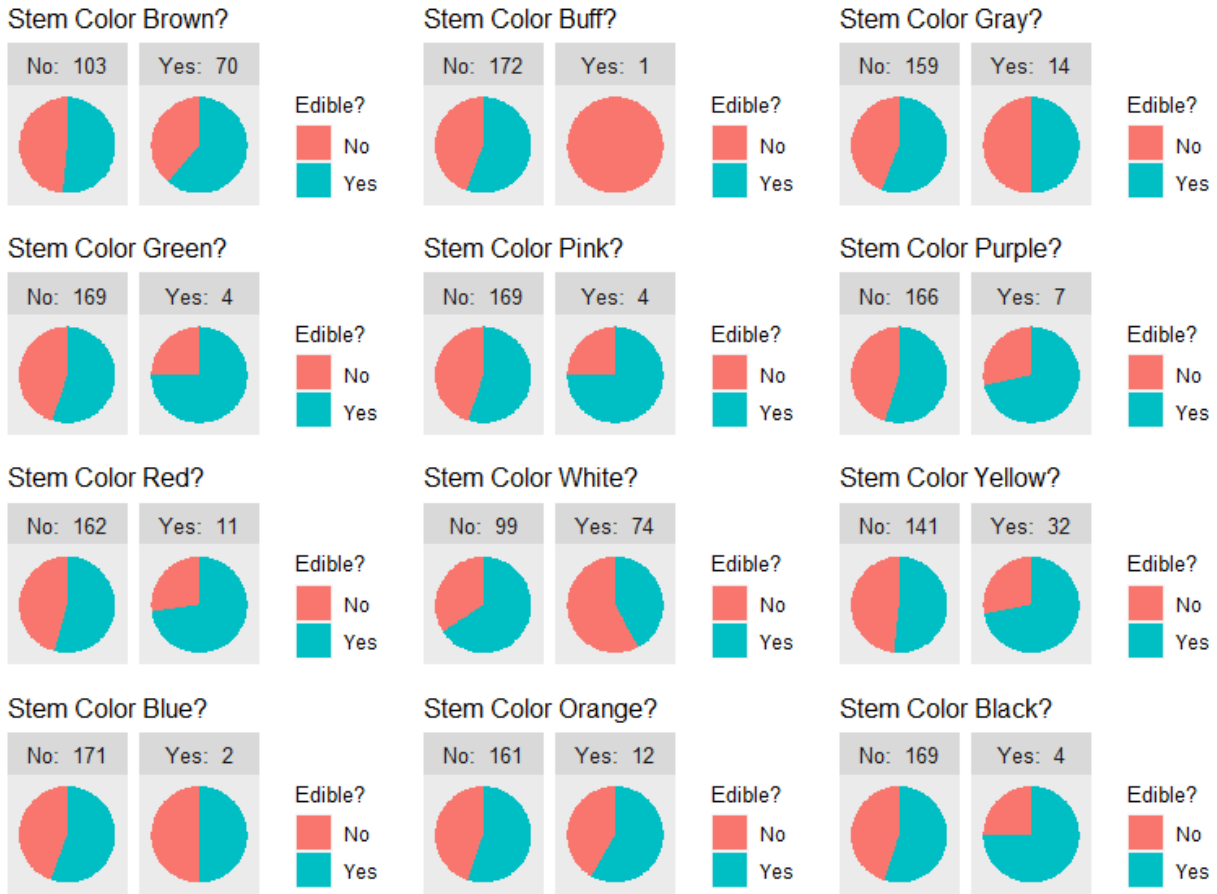 Stem Color Brown?
No: 103
Yes: 70
Edible?
No
Yes
Stem Color Buff?
No: 172
Yes: 1
Edible?
No
Yes
Stem Color Gray?
No: 159
Yes: 14
Edible?
No
Yes
Stem Color Green?
No: 169
Yes: 4
Edible?
No
Yes
Stem Color Pink?
No: 169
Yes: 4
Edible?
No
Yes
Stem Color Purple?
No: 166
Yes: 7
Edible?
No
Yes
Stem Color Red?
No: 162
Yes: 11
Edible?
No
Yes
Stem Color White?
No: 99
Yes: 74
Edible?
No
Yes
Stem Color Yellow?
No: 141
Yes: 32
Edible?
No
Yes
Stem Color Blue?
No: 171
Yes: 2
Edible?
No
Yes
Stem Color Orange?
No: 161
Yes: 12
Edible?
No
Yes
Stem Color Black?
No: 169
Yes: 4
Edible?
No
Yes